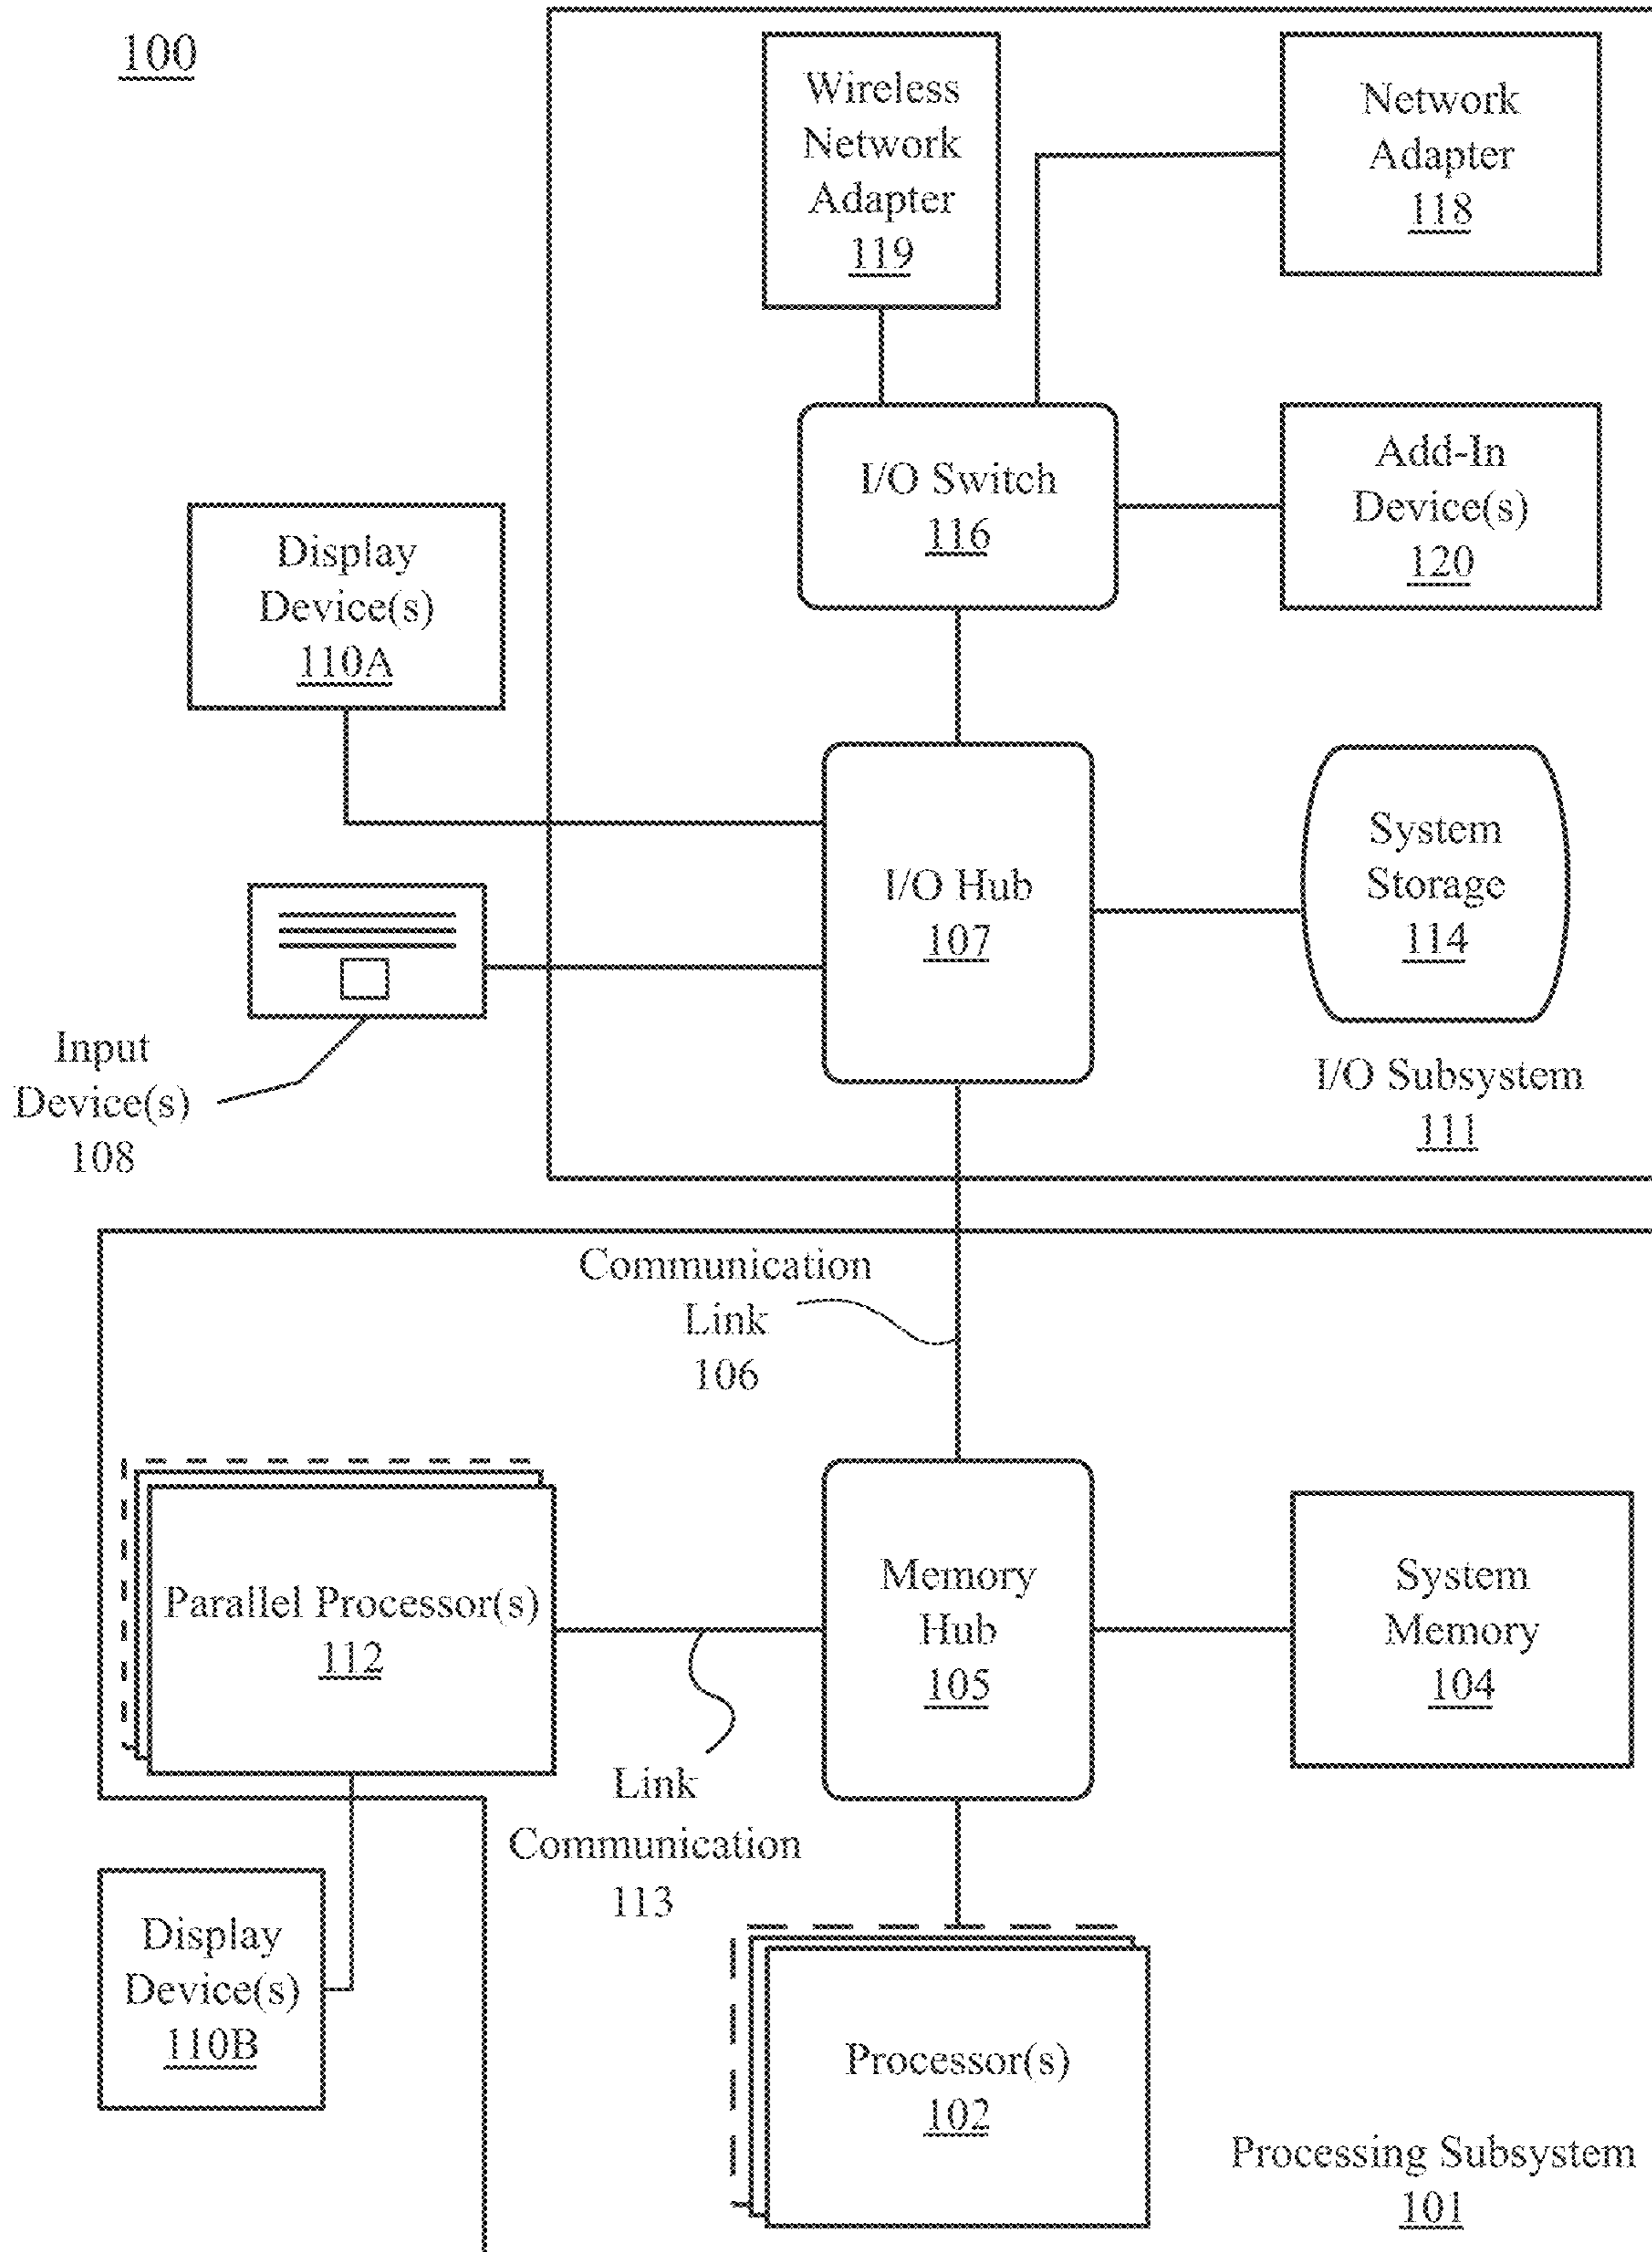 100
Wireless
Network
Adapter
119
Network
Adapter
118
I/O Switch
116
Add-In
Device(s)
120
Display
Device(s)
110A
I/O Hub
107
System
Storage
114
Input
Device(s)
108
I/O Subsystem
111
Communication
Link
106
Parallel Processor(s)
112
Memory
Hub
105
System
Memory
104
Link
Communication
113
Display
Device(s)
110B
Processor(s)
102
Processing Subsystem
101